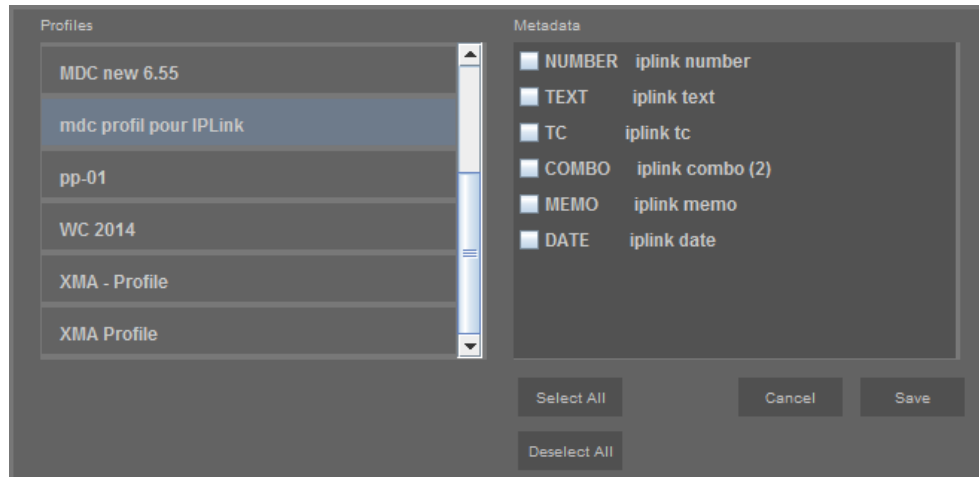 Profiles
MDC new 6.55
mdc profil pour IPLink
pp-01
WC 2014
XMA - Profile
XMA Profile
Metadata
NUMBER iplink number
TEXT iplink text
TC iplink tc
COMBO iplink combo (2)
MEMO iplink memo
DATE iplink date
Select All
Cancel
Save
Deselect All